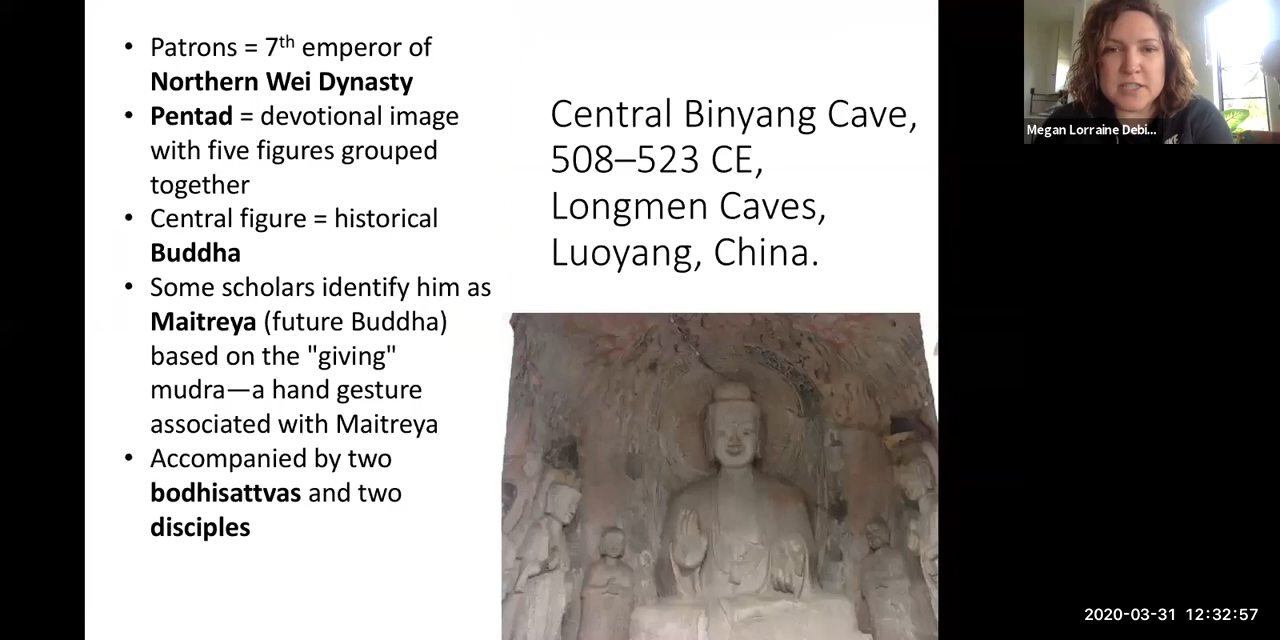 • Patrons = 7th emperor of
Northern Wei Dynasty
• Pentad = devotional image
with five figures grouped
together
• Central figure = historical
Buddha
• Some scholars identify him as
Maitreya (future Buddha)
based on the "giving"
mudra—a hand gesture
associated with Maitreya
• Accompanied by two
bodhisattvas and two
disciples
Central Binyang Cave,
508–523 CE,
Longmen Caves,
Luoyang, China.
Megan Lorraine Debi...
2020-03-31 12:32:57